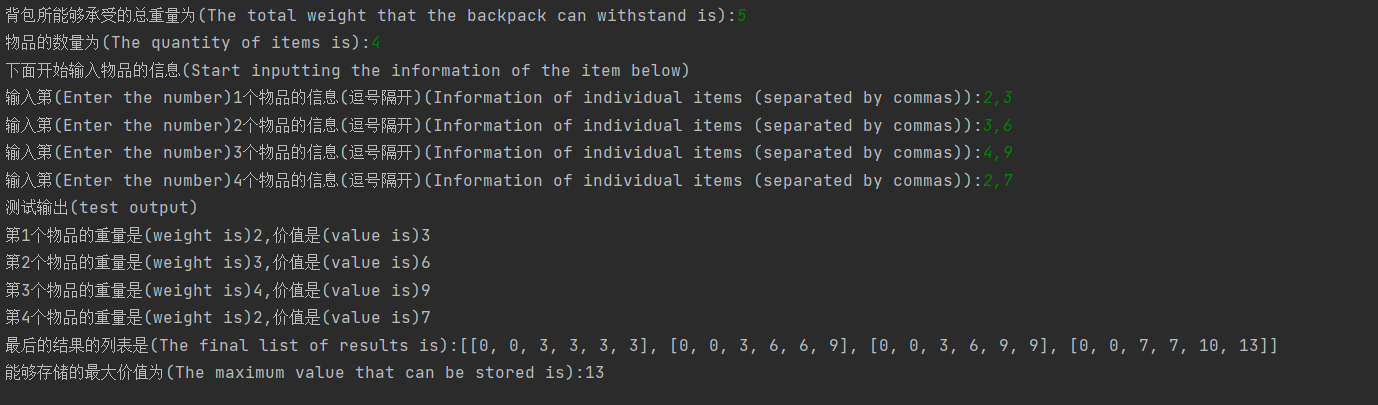 背包所能够承受的总重量为(The total weight that the backpack can withstand is):5
物品的数量为(The quantity of items is):4
下面开始输入物品的信息(Start inputting the information of the item below)
输入第(Enter the number)1个物品的信息(逗号隔开)(Information of individual items (separated by commas)):2,3
输入第(Enter the number)2个物品的信息(逗号隔开)(Information of individual items (separated by commas)):3,6
输入第(Enter the number)3个物品的信息(逗号隔开)(Information of individual items (separated by commas)):4,9
输入第(Enter the number)4个物品的信息(逗号隔开)(Information of individual items (separated by commas)):2,7
测试输出(test output)
第1个物品的重量是(weight is)2,价值是(value is)3
第2个物品的重量是(weight is)3,价值是(value is)6
第3个物品的重量是(weight is)4,价值是(value is)9
第4个物品的重量是(weight is)2,价值是(value is)7
最后的结果的列表是(The final list of results is):[[0, 0, 3, 3, 3, 3], [0, 0, 3, 6, 6, 9], [0, 0, 3, 6, 9, 9], [0, 0, 7, 7, 10, 13]]
能够存储的最大价值为(The maximum value that can be stored is):13